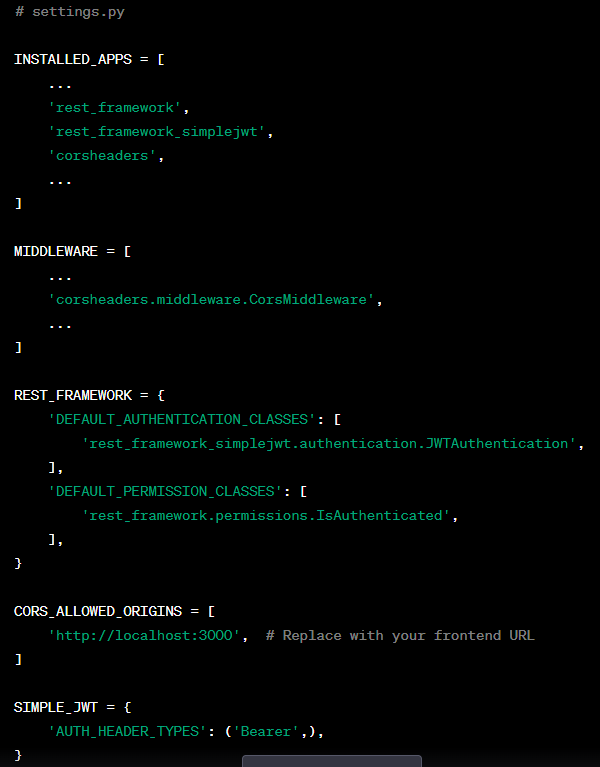 # settings.py
INSTALLED_APPS = [
    ...
    'rest_framework',
    'rest_framework_simplejwt',
    'corsheaders',
    ...
]
MIDDLEWARE = [
    ...
    'corsheaders.middleware.CorsMiddleware',
    ...
]
REST_FRAMEWORK = {
    'DEFAULT_AUTHENTICATION_CLASSES': [
        'rest_framework_simplejwt.authentication.JWTAuthentication',
    ],
    'DEFAULT_PERMISSION_CLASSES': [
        'rest_framework.permissions.IsAuthenticated',
    ],
}
CORS_ALLOWED_ORIGINS = [
    'http://localhost:3000',  # Replace with your frontend URL
]
SIMPLE_JWT = {
    'AUTH_HEADER_TYPES': ('Bearer',),
}